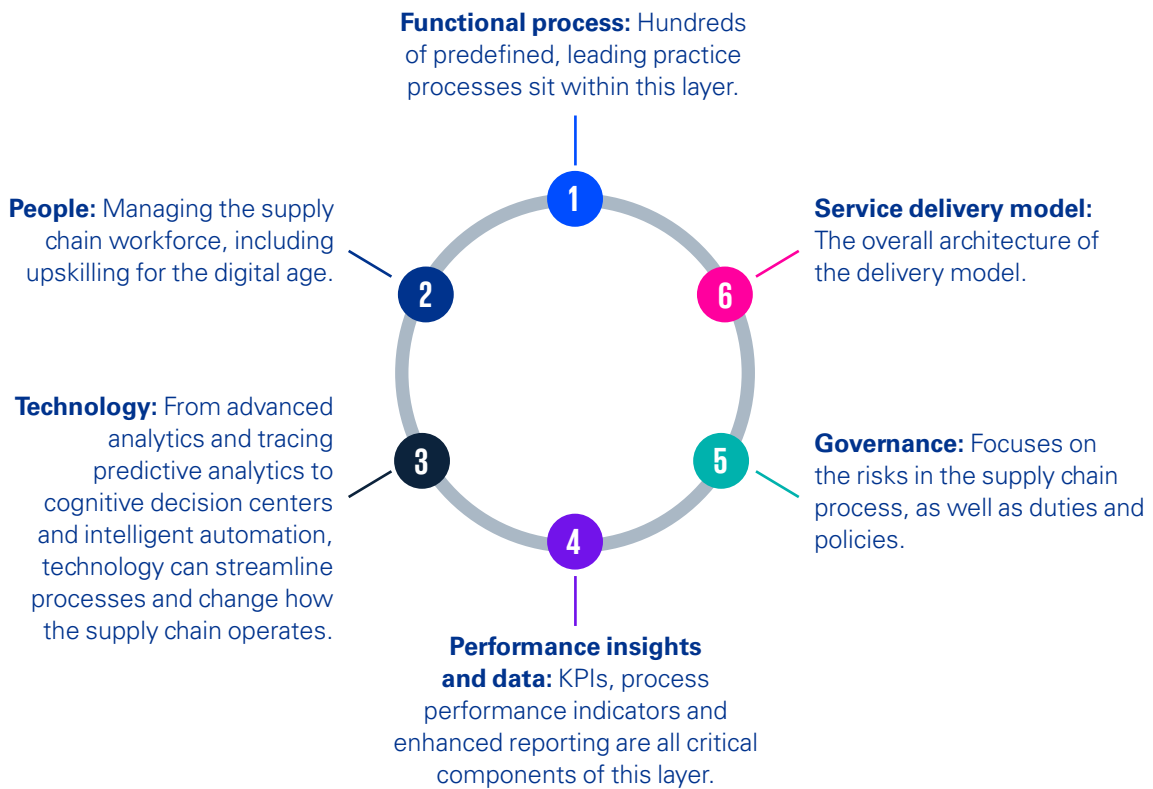 Functional process: Hundreds
of predefined, leading practice
processes sit within this layer.
1
People: Managing the supply
chain workforce, including
upskilling for the digital age.
2
Technology: From advanced
analytics and tracing
predictive analytics to
cognitive decision centers
and intelligent automation,
technology can streamline
processes and change how
the supply chain operates.
3
4
Performance insights
and data: KPIs, process
performance indicators and
enhanced reporting are all critical
components of this layer.
5
Governance: Focuses on
the risks in the supply chain
process, as well as duties and
policies.
6
Service delivery model:
The overall architecture of
the delivery model.